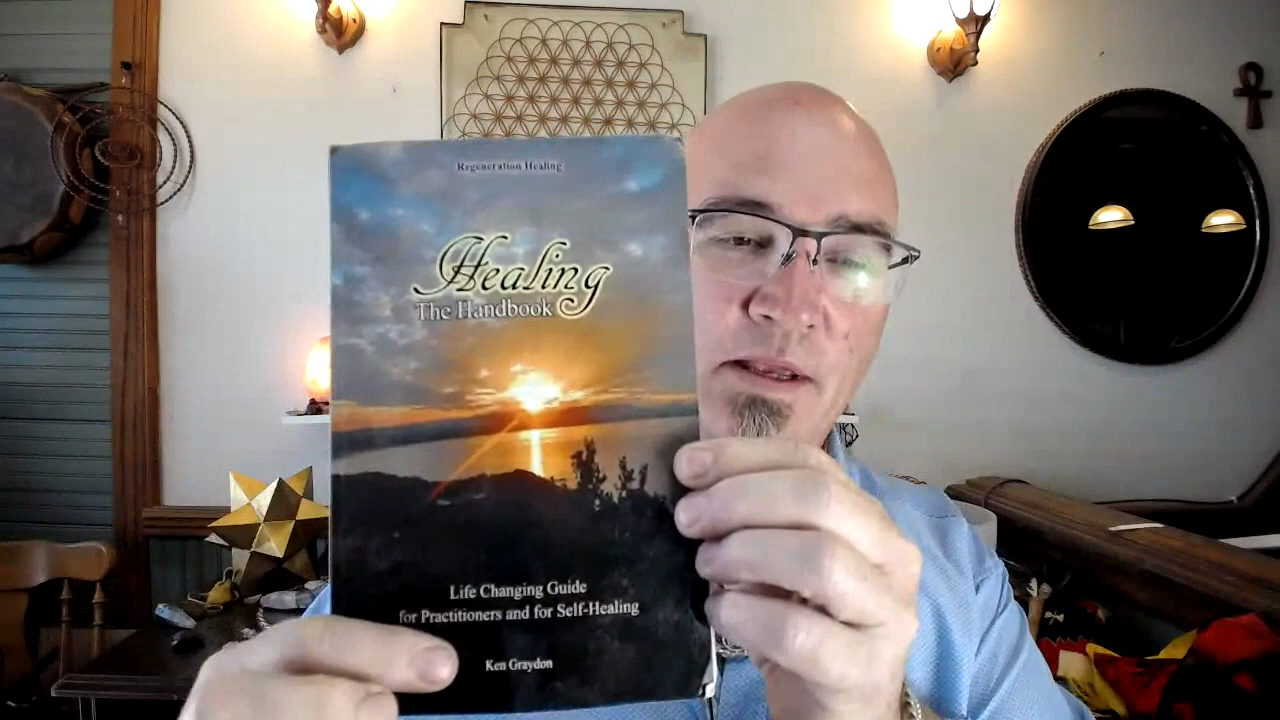 Regeneration Healing
Healing
The Handbook
Life Changing Guide
for Practitioners and for Self-Healing
Ken Graydon